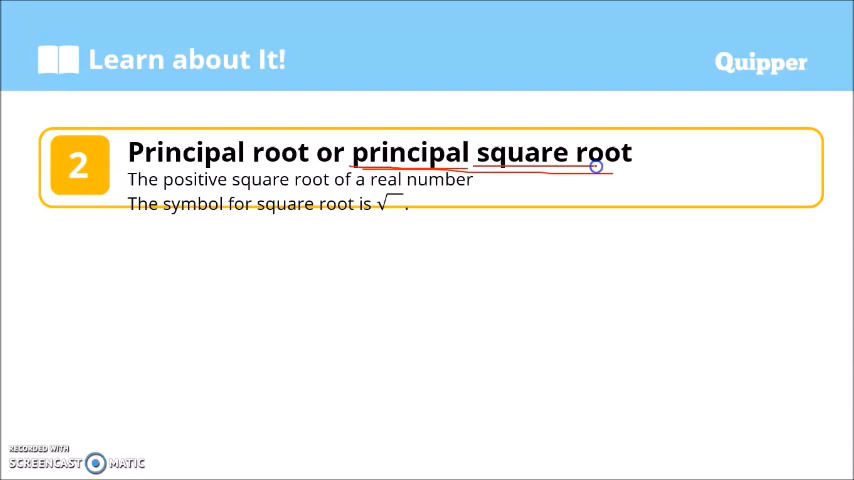 Learn about It!
Quipper
2
Principal root or principal square root
The positive square root of a real number
The symbol for square root is √ .
RECORDED WITH
SCREENCAST MATIC